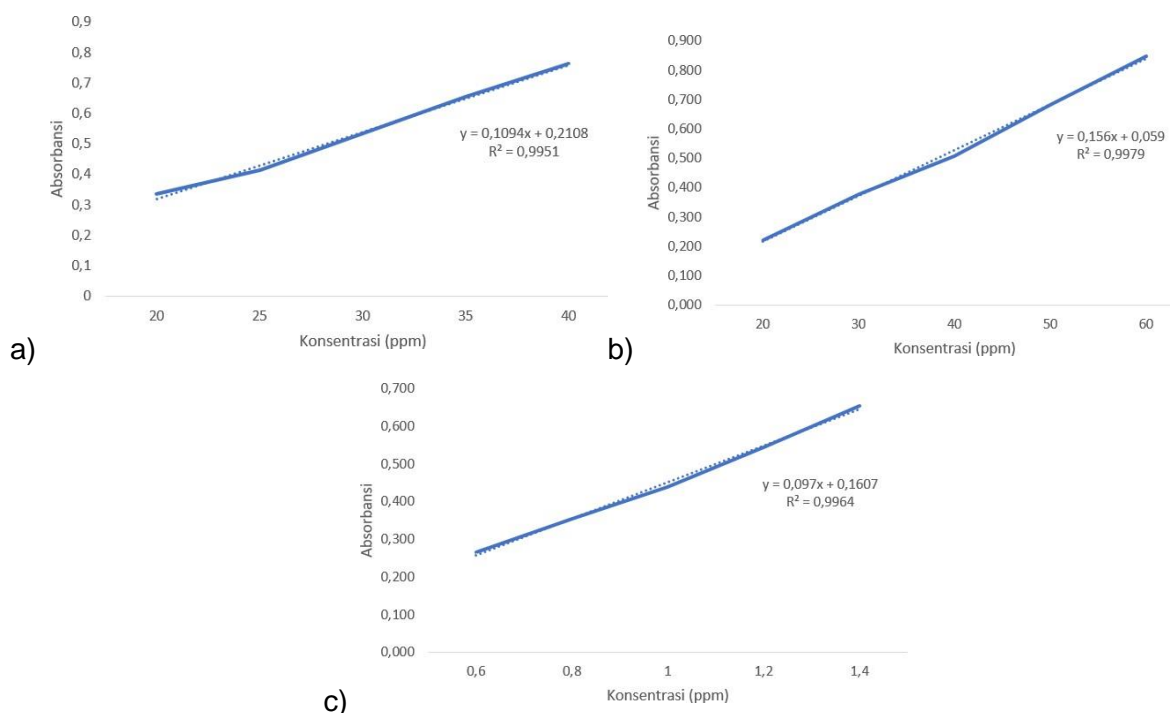 0,9
0,8
0,7
0,6
0,5
0,4
0,3
0,2
0,1
0
Absorbansi
y = 0,1094x + 0,2108
R² = 0,9951
20 25 30 35 40
Konsentrasi (ppm)
a)
0,900
0,800
0,700
0,600
0,500
0,400
0,300
0,200
0,100
0,000
Absorbansi
y = 0,156x + 0,059
R² = 0,9979
20 30 40 50 60
Konsentrasi (ppm)
b)
0,700
0,600
0,500
0,400
0,300
0,200
0,100
0,000
Absorbansi
y = 0,097x + 0,1607
R² = 0,9964
0,6 0,8 1 1,2 1,4
Konsentrasi (ppm)
c)